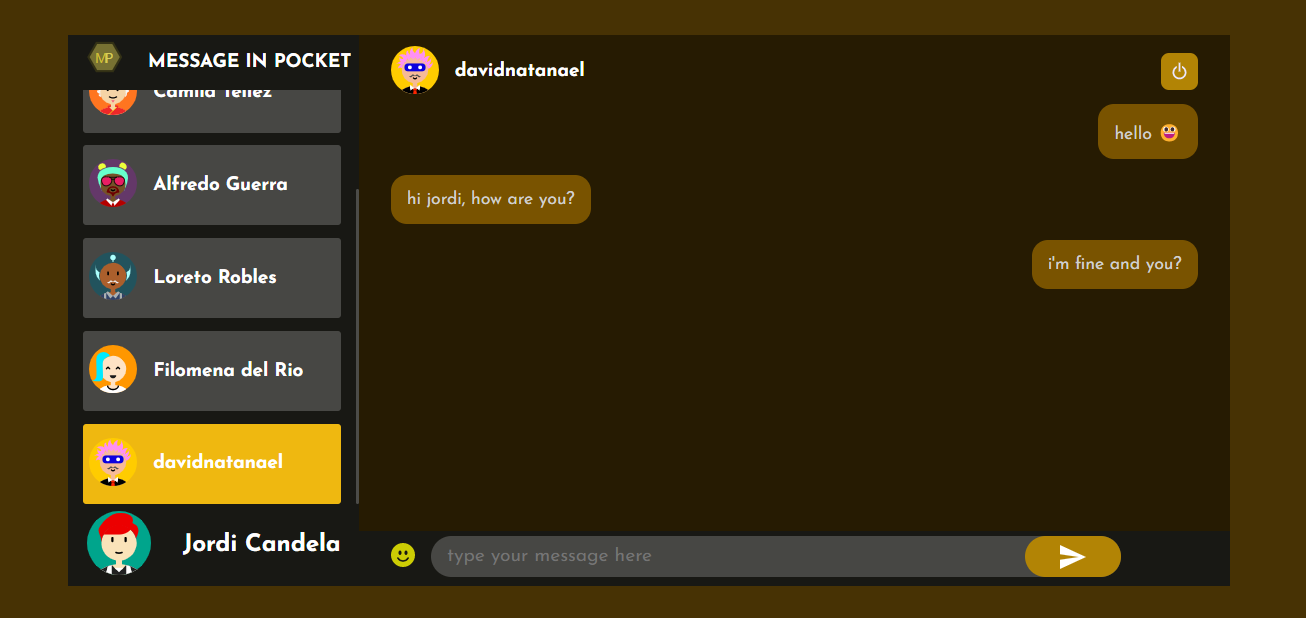 MP
MESSAGE IN POCKET
Camila Tellez
Alfredo Guerra
Loreto Robles
Filomena del Rio
davidnatanael
Jordi Candela
davidnatanael
hello 😀
hi jordi, how are you?
i'm fine and you?
type your message here